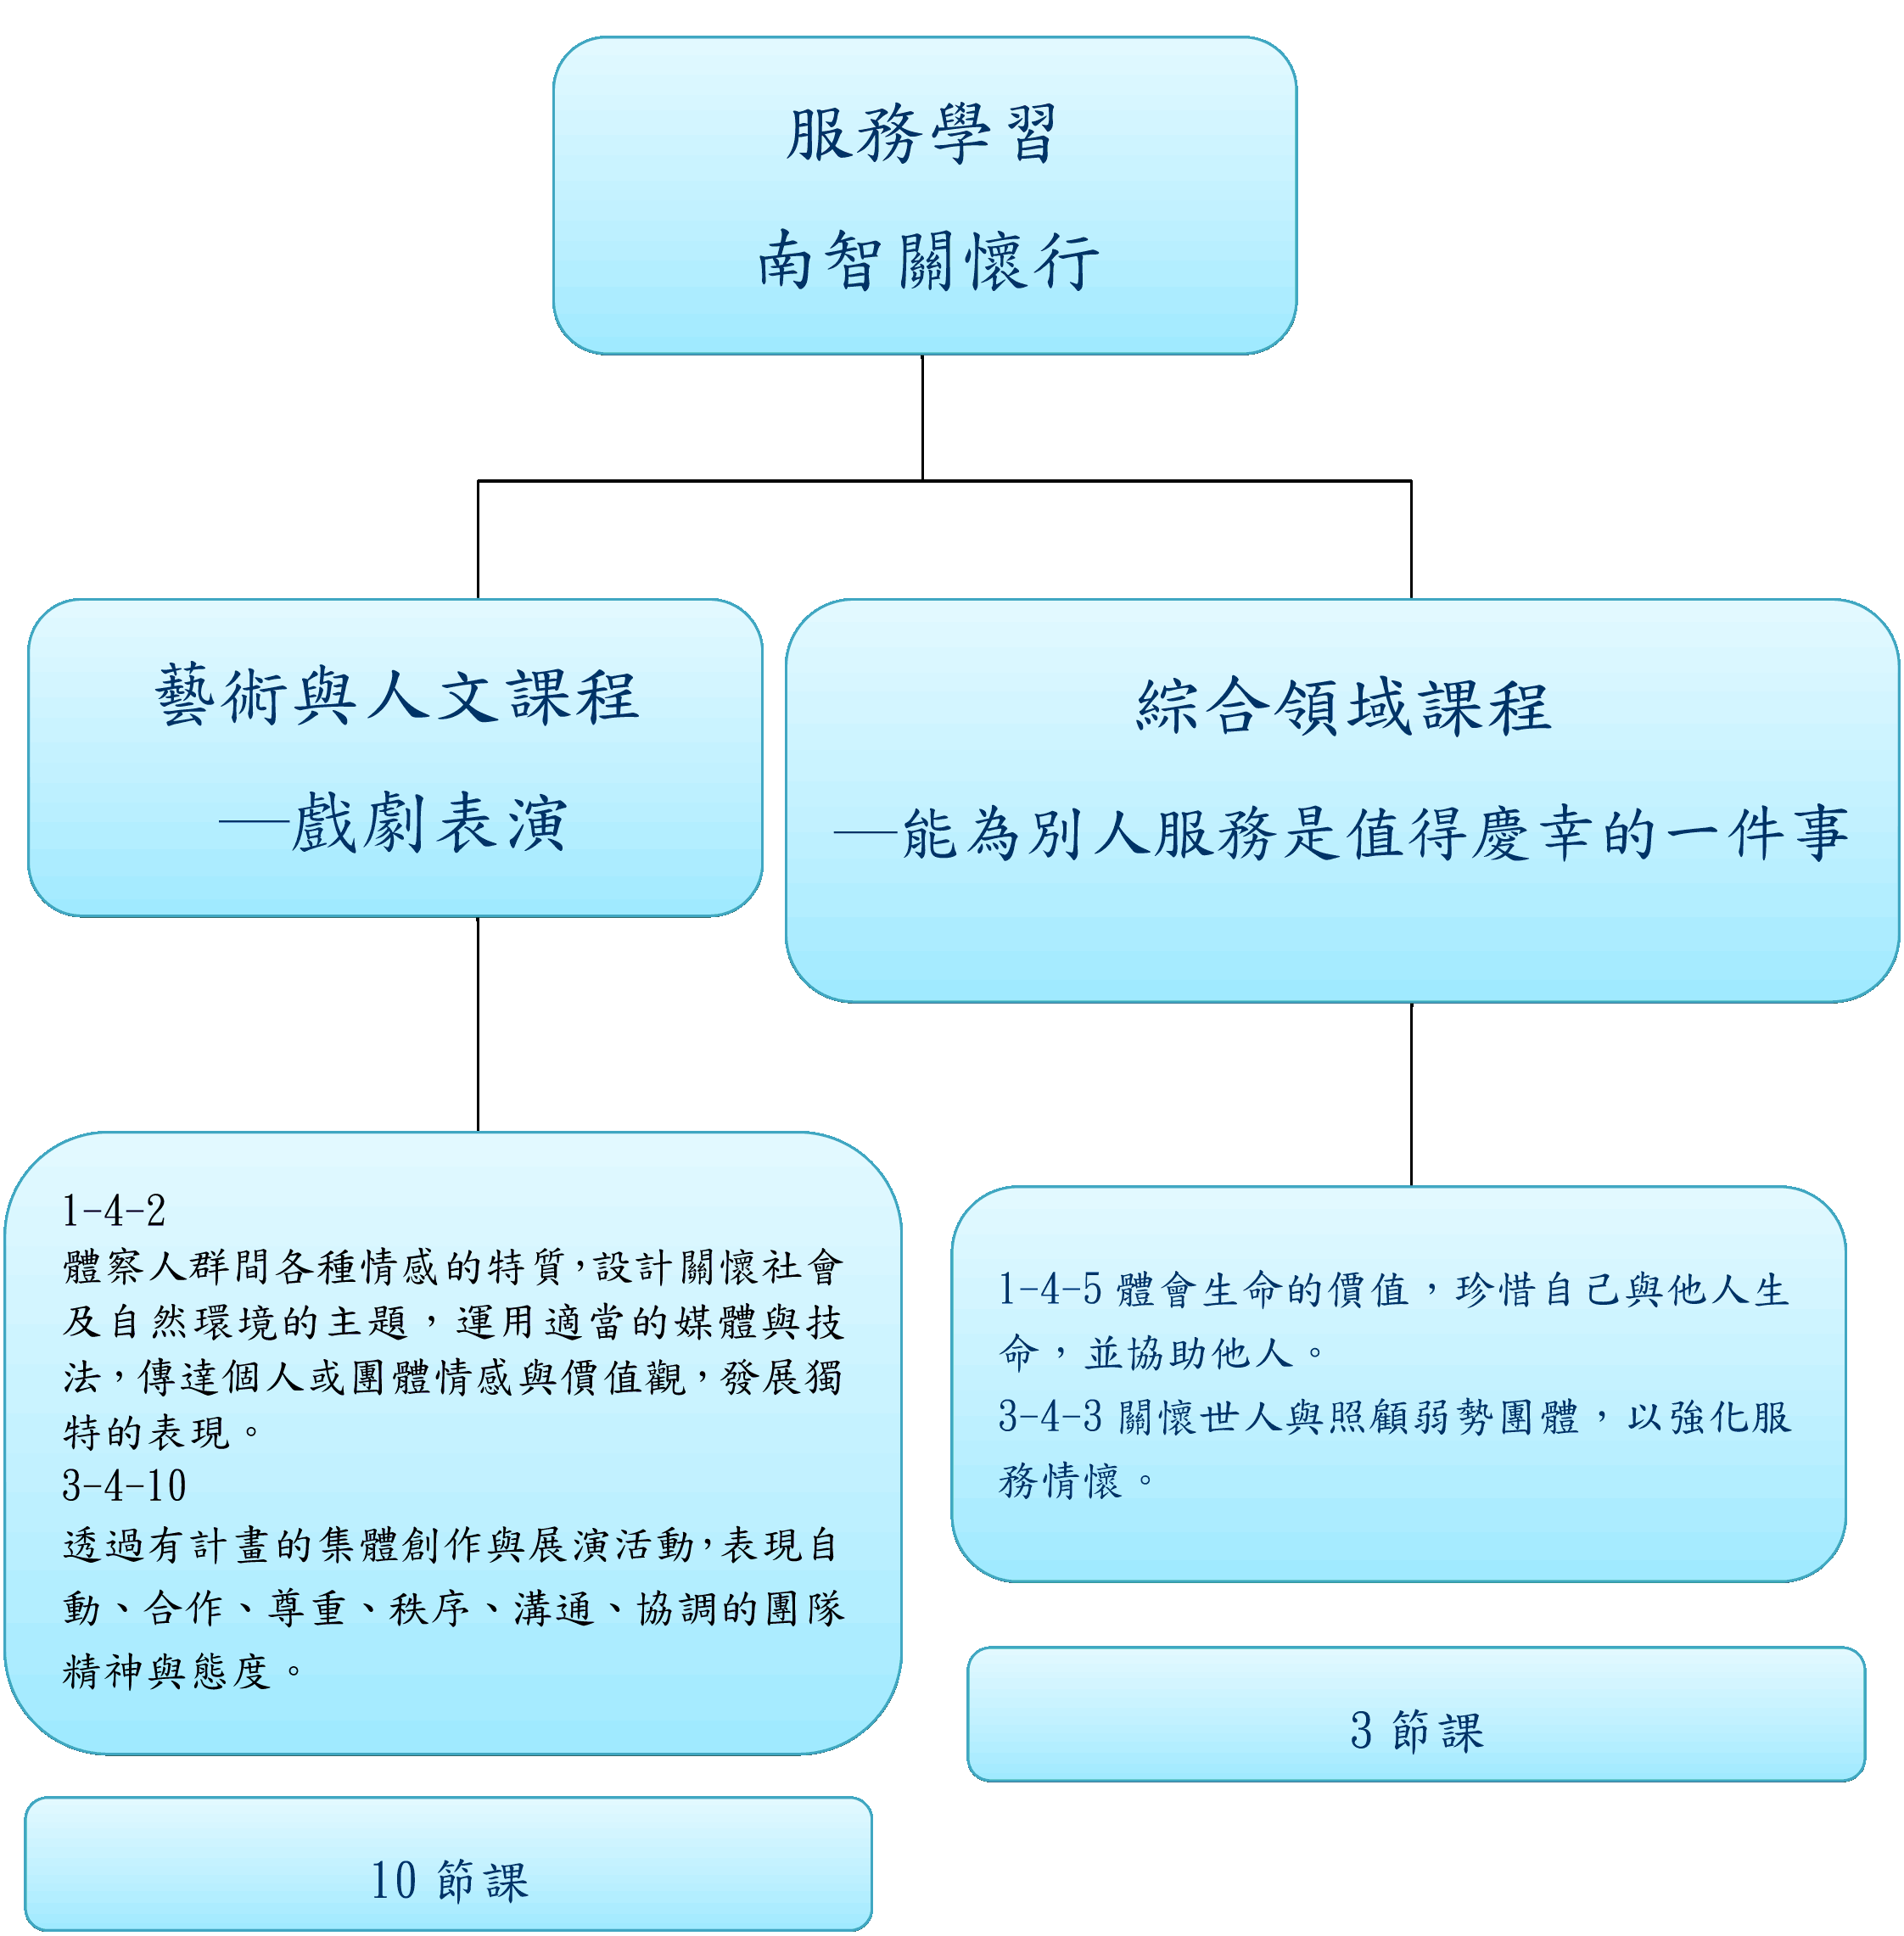 服務學習
南智關懷行
藝術與人文課程
—戲劇表演
綜合領域課程
—能為別人服務是值得慶幸的一件事
1-4-2
體察人群間各種情感的特質，設計關懷社會
及自然環境的主題，運用適當的媒體與技
法，傳達個人或團體情感與價值觀，發展獨
特的表現。
3-4-10
透過有計畫的集體創作與展演活動，表現自
動、合作、尊重、秩序、溝通、協調的團隊
精神與態度。
10 節課
1-4-5 體會生命的價值，珍惜自己與他人生
命，並協助他人。
3-4-3 關懷世人與照顧弱勢團體，以強化服
務情懷。
3 節課